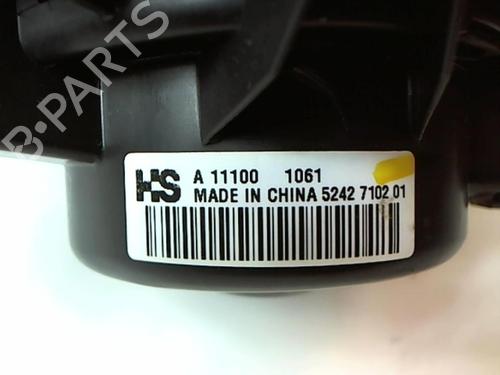 B-PARTS
HS A 11100 1061
MADE IN CHINA 5242 7102 01